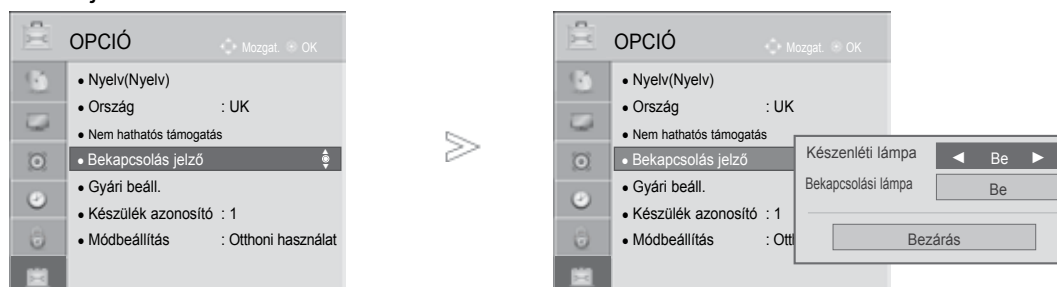 OPCIÓ
Mozgat. OK
• Nyelv(Nyelv)
• Ország : UK
• Nem hathatós támogatás
• Bekapcsolás jelző
• Gyári beáll.
• Készülék azonosító : 1
• Módbeállítás : Otthoni használat
OPCIÓ
Mozgat. OK
• Nyelv(Nyelv)
• Ország : UK
• Nem hathatós támogatás
• Bekapcsolás jelző
• Gyári beáll.
• Készülék azonosító : 1
• Módbeállítás : Ott
Készenléti lámpa ◄ Be ►
Bekapcsolási lámpa Be
Bezárás